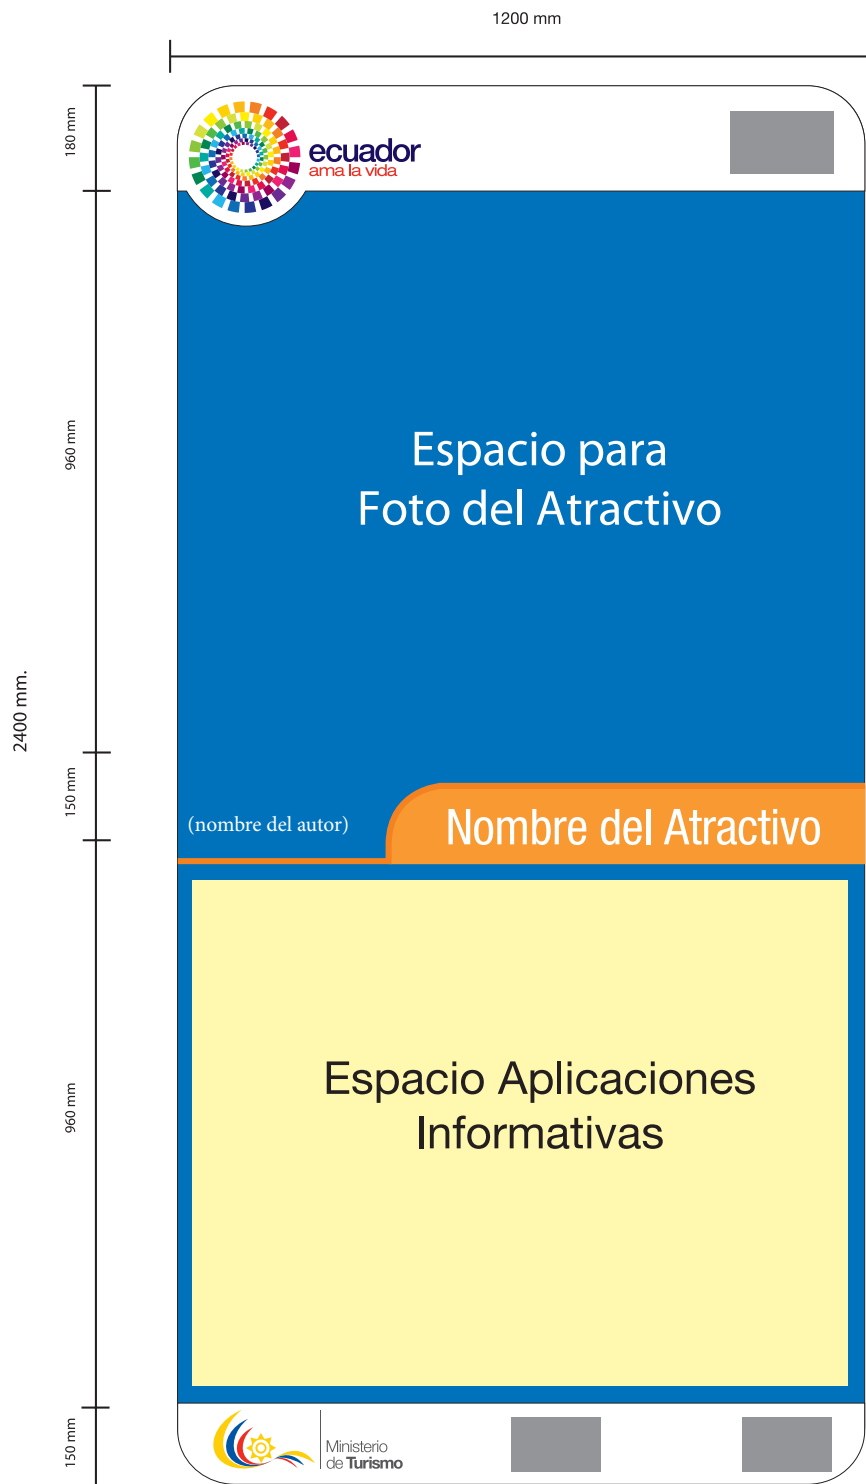 1200 mm
180 mm
ecuador
ama la vida
960 mm
Espacio para
Foto del Atractivo
2400 mm.
150 mm
(nombre del autor)
Nombre del Atractivo
960 mm
Espacio Aplicaciones
Informativas
150 mm
Ministerio
de Turismo